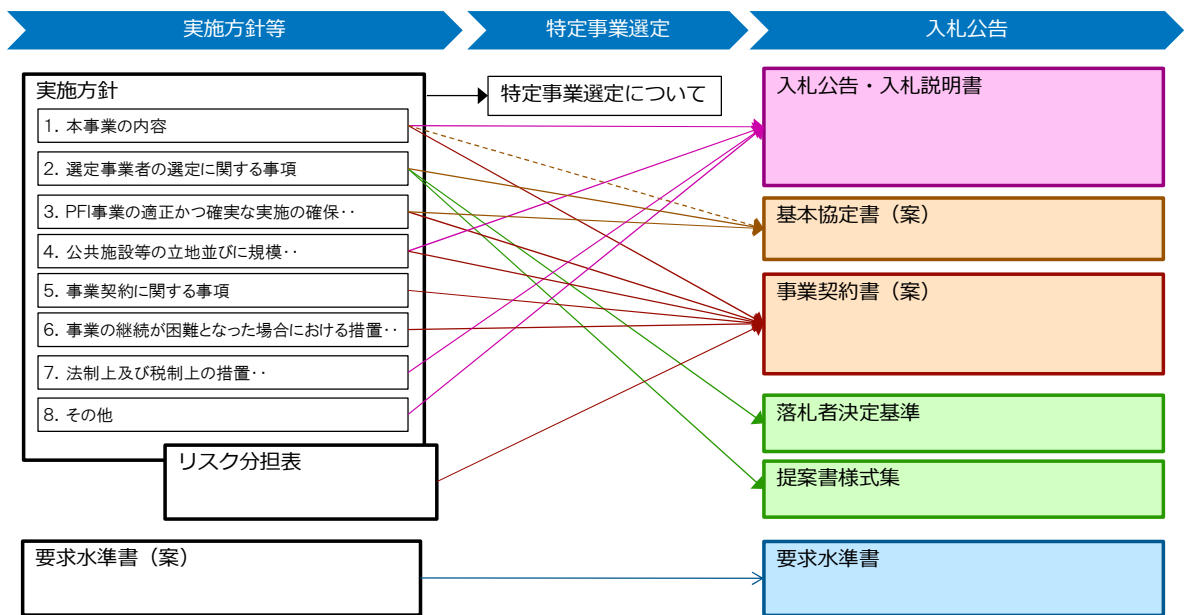 実施方針等
特定事業選定
入札公告
実施方針
1. 本事業の内容
2. 選定事業者の選定に関する事項
3. PFI事業の適正かつ確実な実施の確保‥
4. 公共施設等の立地並びに規模‥
5. 事業契約に関する事項
6. 事業の継続が困難となった場合における措置‥
7. 法制上及び税制上の措置‥
8. その他
リスク分担表
要求水準書（案）
特定事業選定について
入札公告・入札説明書
基本協定書（案）
事業契約書（案）
落札者決定基準
提案書様式集
要求水準書